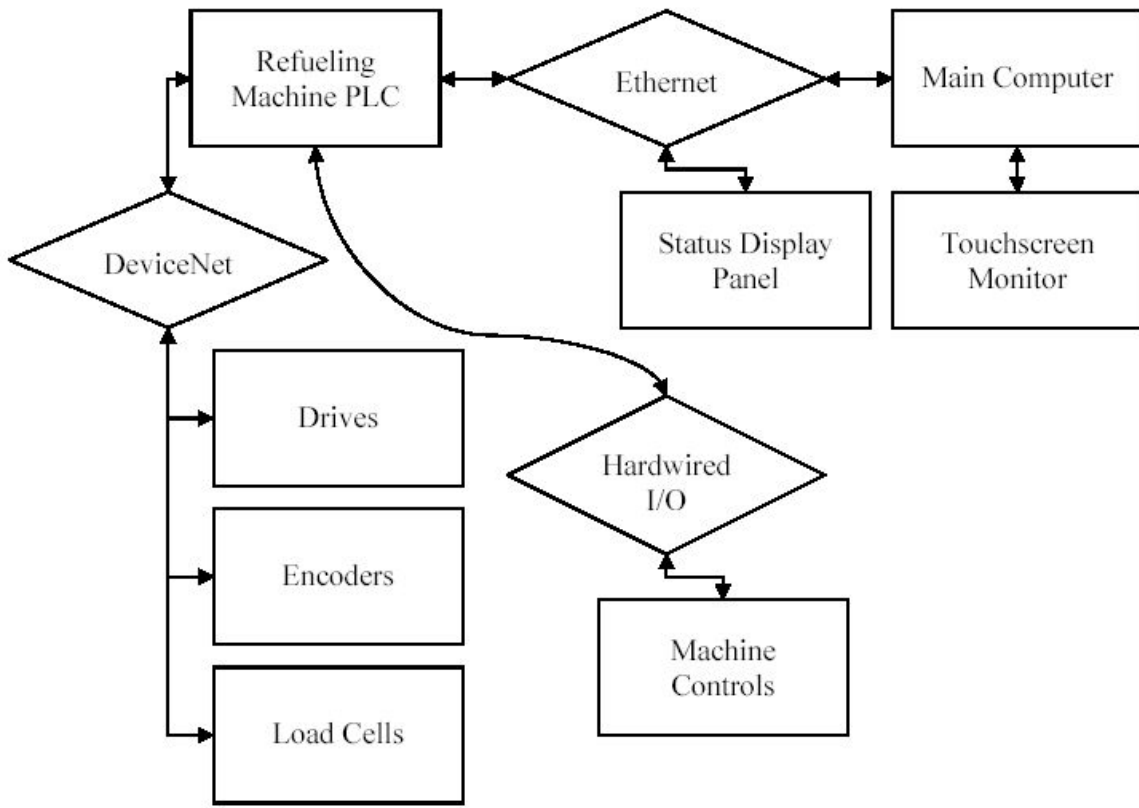 Refueling
Machine PLC
Ethernet
Main Computer
DeviceNet
Status Display
Panel
Touchscreen
Monitor
Drives
Hardwired
I/O
Encoders
Machine
Controls
Load Cells